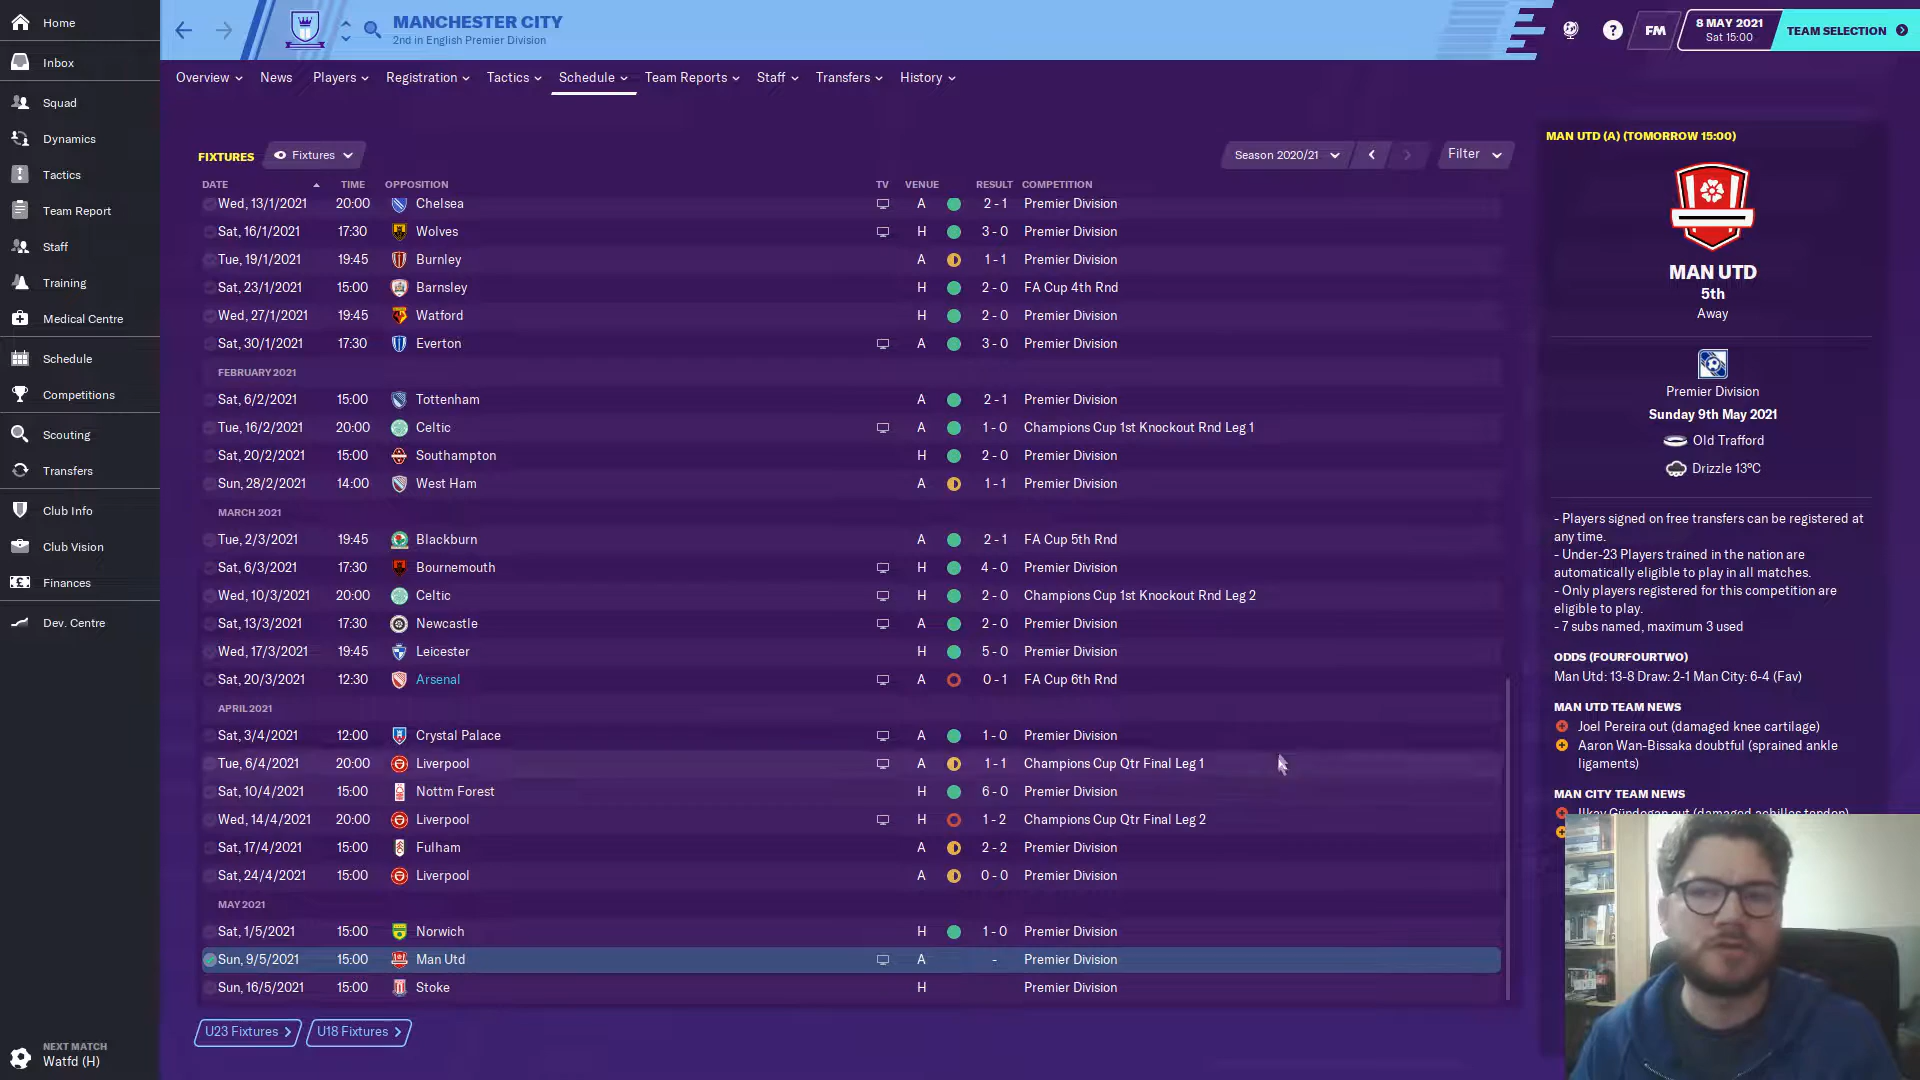 Home
Inbox
Squad
Dynamics
Tactics
Team Report
Staff
Training
Medical Centre
Schedule
Competitions
Scouting
Transfers
Club Info
Club Vision
Finances
Dev. Centre
NEXT MATCH
Watfd (H)
MANCHESTER CITY
2nd in English Premier Division
FM
8 MAY 2021
Sat 15:00
TEAM SELECTION
Overview News Players Registration Tactics Schedule Team Reports Staff Transfers History
FIXTURES Fixtures Season 2020/21 Filter
DATE TIME OPPOSITION TV VENUE RESULT COMPETITION
Wed, 13/1/2021 20:00 Chelsea A 2 - 1 Premier Division
Sat, 16/1/2021 17:30 Wolves H 3 - 0 Premier Division
Tue, 19/1/2021 19:45 Burnley A 1 - 1 Premier Division
Sat, 23/1/2021 15:00 Barnsley H 2 - 0 FA Cup 4th Rnd
Wed, 27/1/2021 19:45 Watford H 2 - 0 Premier Division
Sat, 30/1/2021 17:30 Everton A 3 - 0 Premier Division
FEBRUARY 2021
Sat, 6/2/2021 15:00 Tottenham A 2 - 1 Premier Division
Tue, 16/2/2021 20:00 Celtic A 1 - 0 Champions Cup 1st Knockout Rnd Leg 1
Sat, 20/2/2021 15:00 Southampton H 2 - 0 Premier Division
Sun, 28/2/2021 14:00 West Ham A 1 - 1 Premier Division
MARCH 2021
Tue, 2/3/2021 19:45 Blackburn A 2 - 1 FA Cup 5th Rnd
Sat, 6/3/2021 17:30 Bournemouth H 4 - 0 Premier Division
Wed, 10/3/2021 20:00 Celtic H 2 - 0 Champions Cup 1st Knockout Rnd Leg 2
Sat, 13/3/2021 17:30 Newcastle A 2 - 0 Premier Division
Wed, 17/3/2021 19:45 Leicester H 5 - 0 Premier Division
Sat, 20/3/2021 12:30 Arsenal A 0 - 1 FA Cup 6th Rnd
APRIL 2021
Sat, 3/4/2021 12:00 Crystal Palace A 1 - 0 Premier Division
Tue, 6/4/2021 20:00 Liverpool A 1 - 1 Champions Cup Qtr Final Leg 1
Sat, 10/4/2021 15:00 Nottm Forest H 6 - 0 Premier Division
Wed, 14/4/2021 20:00 Liverpool H 1 - 2 Champions Cup Qtr Final Leg 2
Sat, 17/4/2021 15:00 Fulham A 2 - 2 Premier Division
Sat, 24/4/2021 15:00 Liverpool A 0 - 0 Premier Division
MAY 2021
Sat, 1/5/2021 15:00 Norwich H 1 - 0 Premier Division
Sun, 9/5/2021 15:00 Man Utd A - Premier Division
Sun, 16/5/2021 15:00 Stoke H Premier Division
U23 Fixtures U18 Fixtures
MAN UTD (A) (TOMORROW 15:00)
MAN UTD
5th
Away
Premier Division
Sunday 9th May 2021
Old Trafford
Drizzle 13ºC
- Players signed on free transfers can be registered at
any time.
- Under-23 Players trained in the nation are
automatically eligible to play in all matches.
- Only players registered for this competition are
eligible to play.
- 7 subs named, maximum 3 used
ODDS (FOURFOURTWO)
Man Utd: 13-8 Draw: 2-1 Man City: 6-4 (Fav)
MAN UTD TEAM NEWS
Joel Pereira out (damaged knee cartilage)
Aaron Wan-Bissaka doubtful (sprained ankle
ligaments)
MAN CITY TEAM NEWS
Ilkay Gündogan out (damaged achilles tendon)